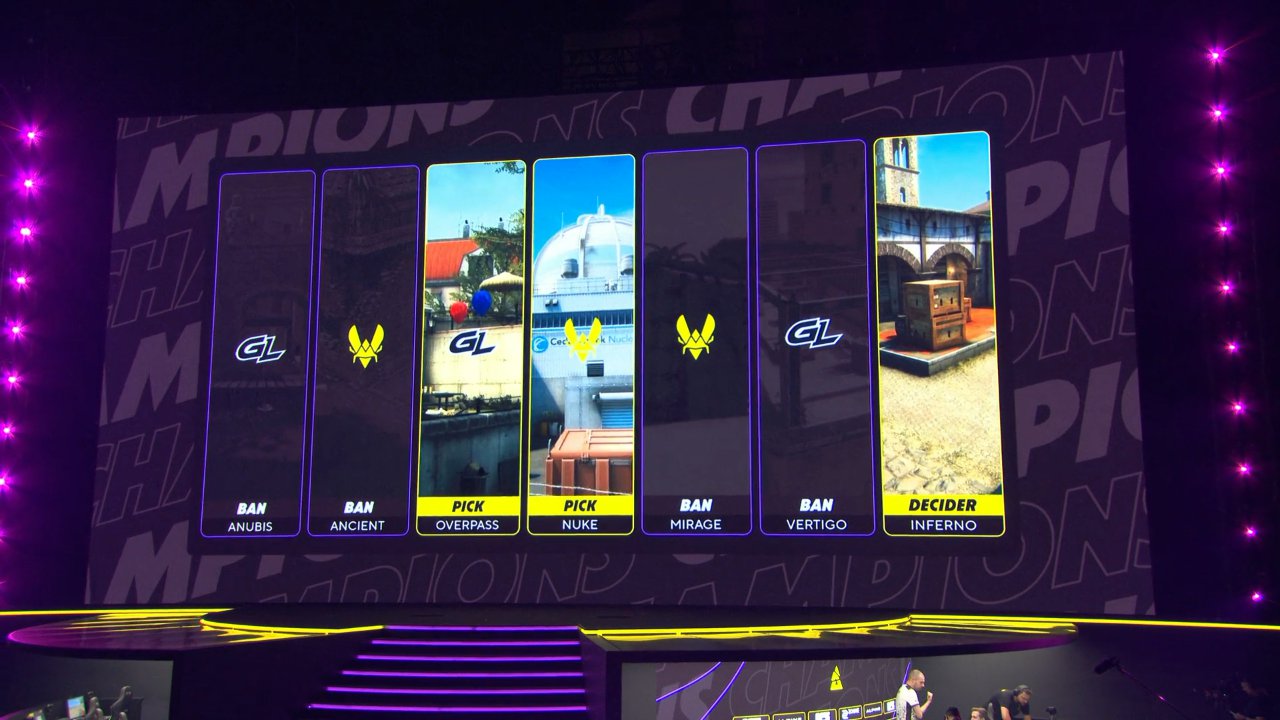 GL
GL
GL
BAN
ANUBIS
BAN
ANCIENT
PICK
OVERPASS
PICK
NUKE
BAN
MIRAGE
BAN
VERTIGO
DECIDER
INFERNO
CHAMPIONS